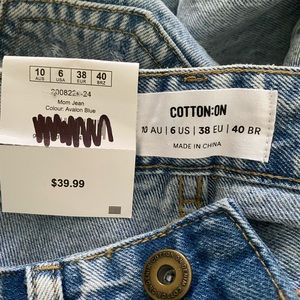 10 6 38 40
AUS USA EUR BRZ
Mom Jean
Colour: Avalon Blue
$39.99
COTTON:ON
10 AU | 6 US | 38 EU | 40 BR
MADE IN CHINA